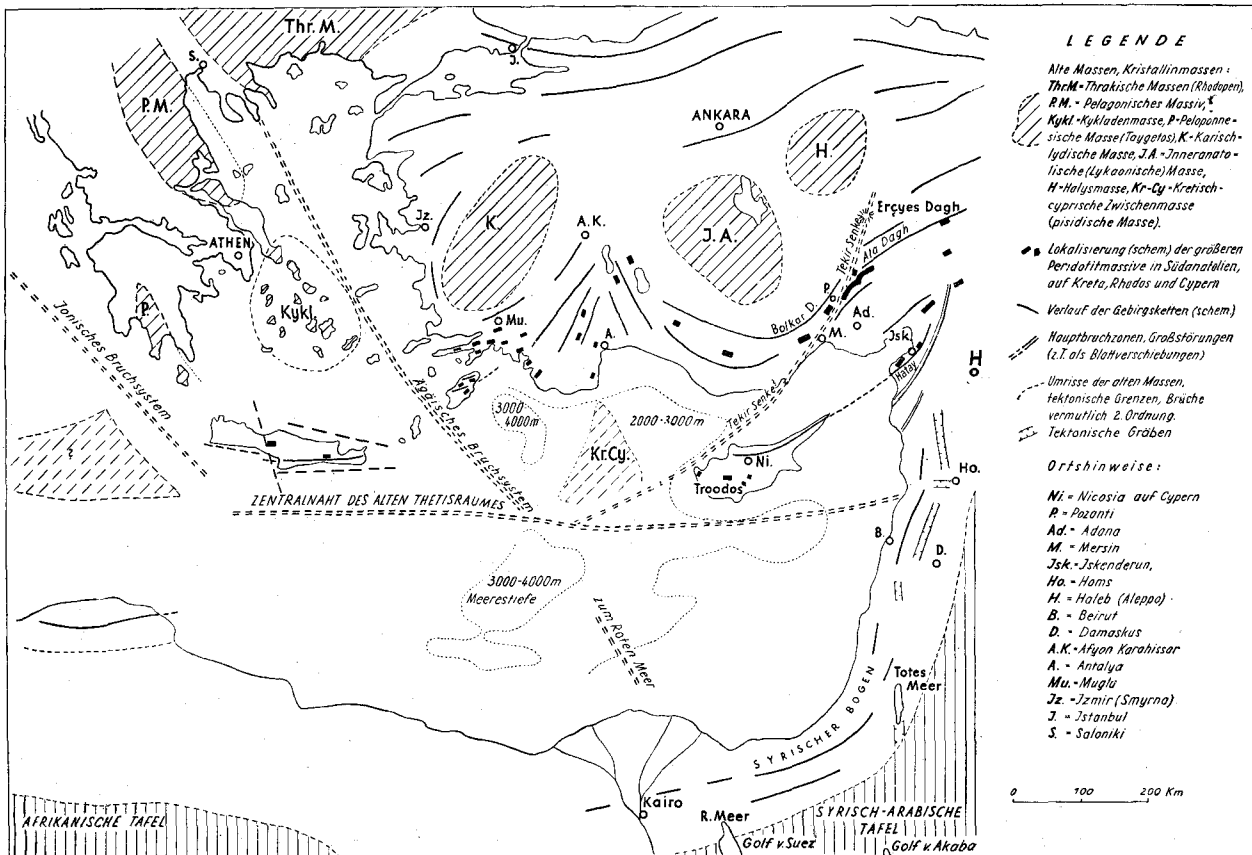 Thr. M.
S.
J.
P. M.
ANKARA
H.
K.
A.K.
J.A.
Jz.
Erçyes Dagh
Ala Dagh
Tekir Senke
ATHEN
P.
Kykl.
Mu.
A.
Bolkar D.
P.
Ad.
M.
Jsk.
Hatay
H
Jonisches Bruchsystem
Ägäisches Bruchsystem
3000-
4000m
2000-3000m
Tekir Senke
Kr.Cy.
Ni.
Troodos
Ho.
ZENTRALNAHT DES ALTEN THETISRAUMES
B.
D.
3000-4000m
Meerestiefe
zum Roten Meer
Totes
Meer
SYRISCHER BOGEN
Kairo
R. Meer
Golf v. Suez
AFRIKANISCHE TAFEL
SYRISCH-ARABISCHE
TAFEL
Golf v. Akaba
LEGENDE
Alte Massen, Kristallinmassen:
Thr.M.= Thrakische Massen (Rhodopen),
P.M. = Pelagonisches Massiv,
Kykl.=Kykladenmasse, P=Peloponne-
sische Masse (Taygetos), K.=Karisch-
lydische Masse, J.A.=Jnneranato-
lische (Lykaonische) Masse,
H=Halysmasse, Kr-Cy=Kretisch-
cyprische Zwischenmasse
(pisidische Masse).
Lokalisierung (schem.) der größeren
Peridotitmassive in Südanatolien,
auf Kreta, Rhodos und Cypern
Verlauf der Gebirgsketten (schem.)
Hauptbruchzonen, Großstörungen
(z.T. als Blattverschiebungen)
Umrisse der alten Massen,
tektonische Grenzen, Brüche
vermutlich 2. Ordnung.
Tektonische Gräben
Ortshinweise:
Ni. = Nicosia auf Cypern
P. = Pozanti
Ad. = Adana
M. = Mersin
Jsk. = Jskenderun,
Ho. = Homs
H. = Haleb (Aleppo)
B. = Beirut
D. = Damaskus
A.K. = Afyon Karahissar
A. = Antalya
Mu. = Muglu
Jz. = Jzmir (Smyrna)
J. = Jstanbul
S. = Saloniki
0 100 200 Km